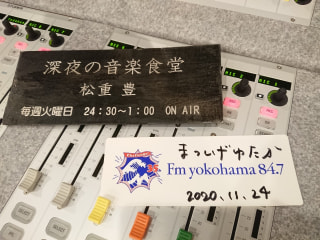 深夜の音楽食堂
松重 豊
毎週火曜日 24:30~1:00 ON AIR
まつしげゆたか
Fm yokohama 84.7
2020.11.24